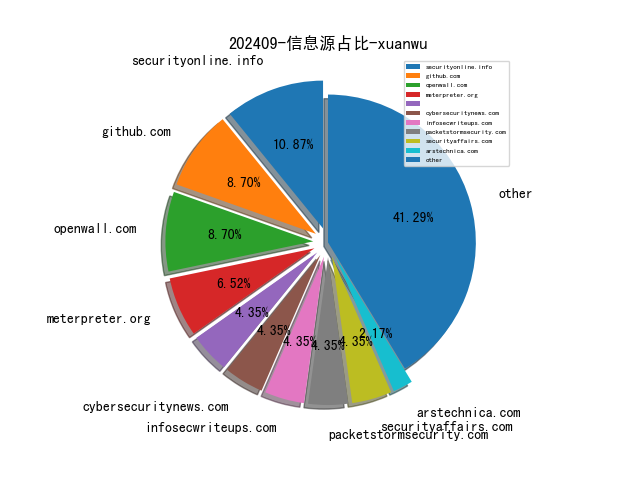 202409-信息源占比-xuanwu
securityonline.info
github.com
openwall.com
meterpreter.org
cybersecuritynews.com
infosecwriteups.com
packetstormsecurity.com
securityaffairs.com
arstechnica.com
other
10.87%
8.70%
8.70%
6.52%
4.35%
4.35%
4.35%
4.35%
4.35%
2.17%
41.29%
securityonline.info
github.com
openwall.com
meterpreter.org
cybersecuritynews.com
infosecwriteups.com
packetstormsecurity.com
securityaffairs.com
arstechnica.com
other